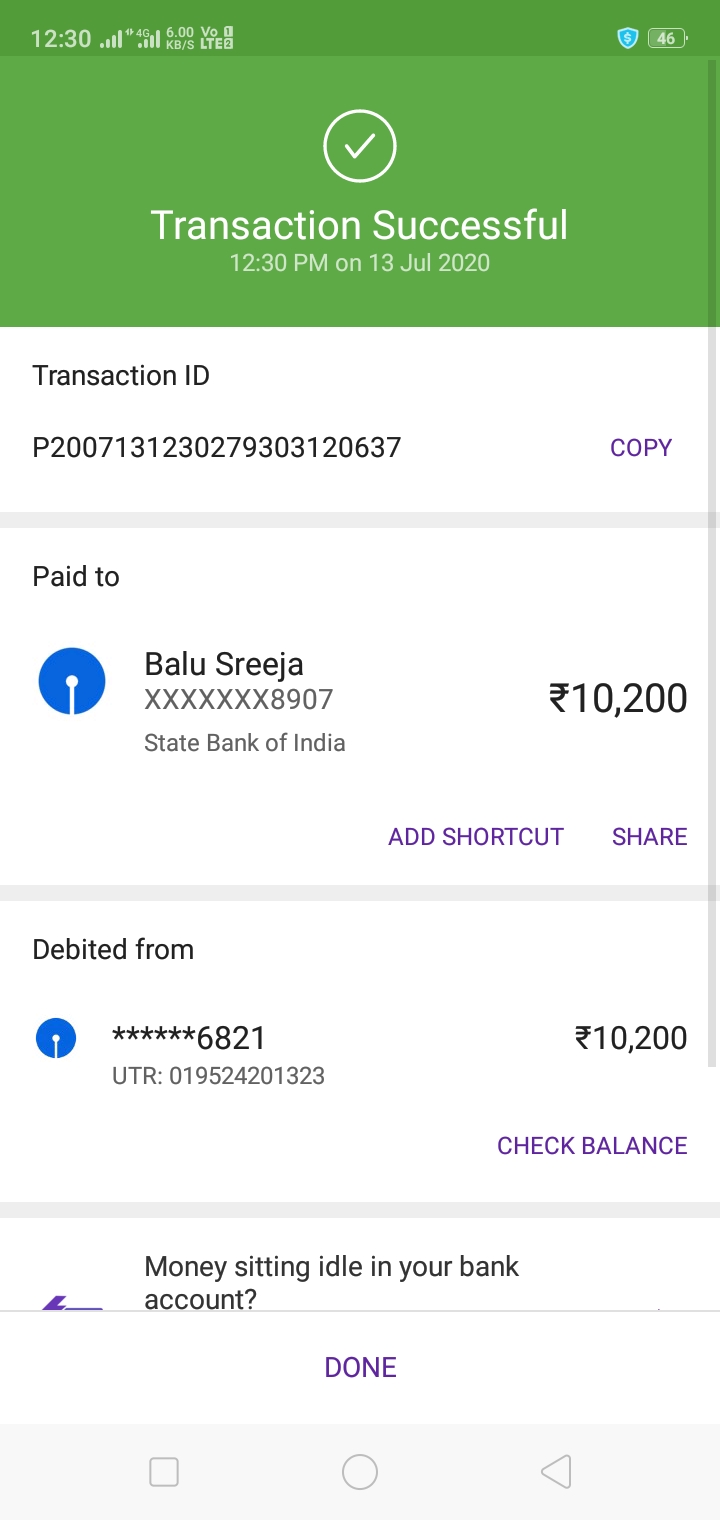 12:30 4G 6.00 KB/S Vo LTE 1 2 46
Transaction Successful
12:30 PM on 13 Jul 2020
Transaction ID
P2007131230279303120637 COPY
Paid to
Balu Sreeja
XXXXXXX8907
₹10,200
State Bank of India
ADD SHORTCUT SHARE
Debited from
******6821 ₹10,200
UTR: 019524201323
CHECK BALANCE
Money sitting idle in your bank
account?
DONE